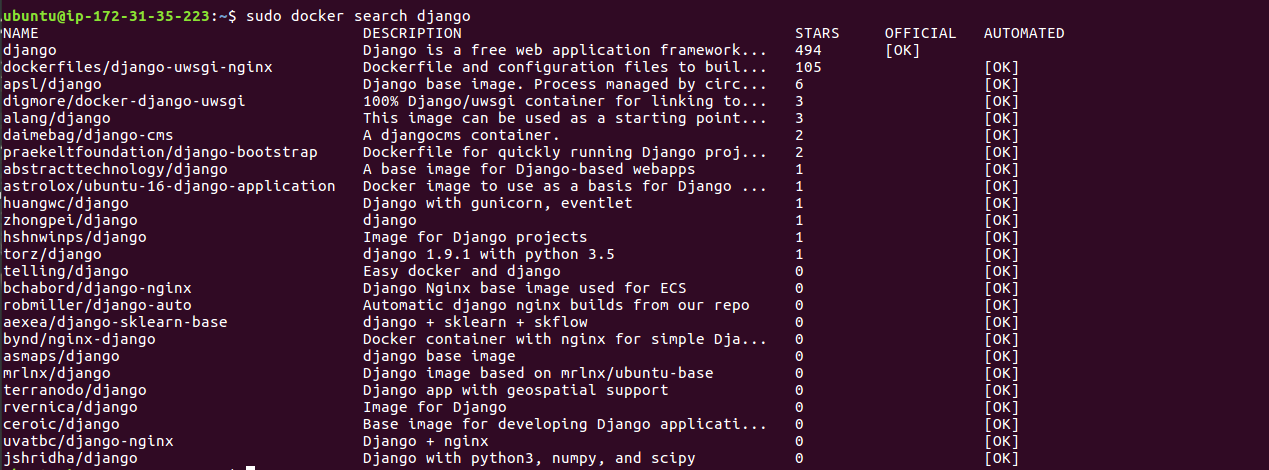 ubuntu@ip-172-31-35-223:~$ sudo docker search django
NAME DESCRIPTION STARS OFFICIAL AUTOMATED
django Django is a free web application framework... 494 [OK]
dockerfiles/django-uwsgi-nginx Dockerfile and configuration files to buil... 105 [OK]
apsl/django Django base image. Process managed by circ... 6 [OK]
digmore/docker-django-uwsgi 100% Django/uwsgi container for linking to... 3 [OK]
alang/django This image can be used as a starting point... 3 [OK]
daimebag/django-cms A djangocms container. 2 [OK]
praekeltfoundation/django-bootstrap Dockerfile for quickly running Django proj... 2 [OK]
abstracttechnology/django A base image for Django-based webapps 1 [OK]
astrolox/ubuntu-16-django-application Docker image to use as a basis for Django ... 1 [OK]
huangwc/django Django with gunicorn, eventlet 1 [OK]
zhongpei/django django 1 [OK]
hshnwinps/django Image for Django projects 1 [OK]
torz/django django 1.9.1 with python 3.5 1 [OK]
telling/django Easy docker and django 0 [OK]
bchabord/django-nginx Django Nginx base image used for ECS 0 [OK]
robmiller/django-auto Automatic django nginx builds from our repo 0 [OK]
aexea/django-sklearn-base django + sklearn + skflow 0 [OK]
bynd/nginx-django Docker container with nginx for simple Dja... 0 [OK]
asmaps/django django base image 0 [OK]
mrlnx/django Django image based on mrlnx/ubuntu-base 0 [OK]
terranodo/django Django app with geospatial support 0 [OK]
rvernica/django Image for Django 0 [OK]
ceroic/django Base image for developing Django applicati... 0 [OK]
uvatbc/django-nginx Django + nginx 0 [OK]
jshridha/django Django with python3, numpy, and scipy 0 [OK]